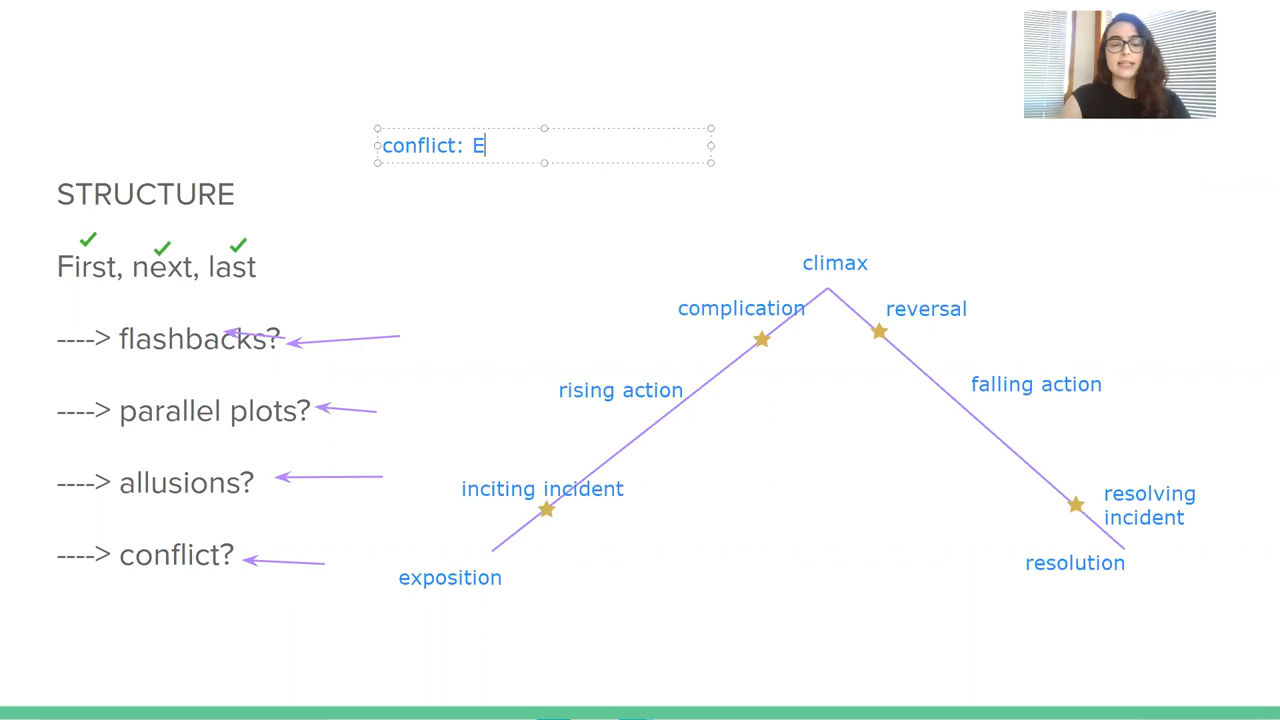 conflict: E
STRUCTURE
First, next, last
----> flashbacks?
----> parallel plots?
----> allusions?
----> conflict?
climax
complication
reversal
rising action
falling action
inciting incident
resolving
incident
exposition
resolution